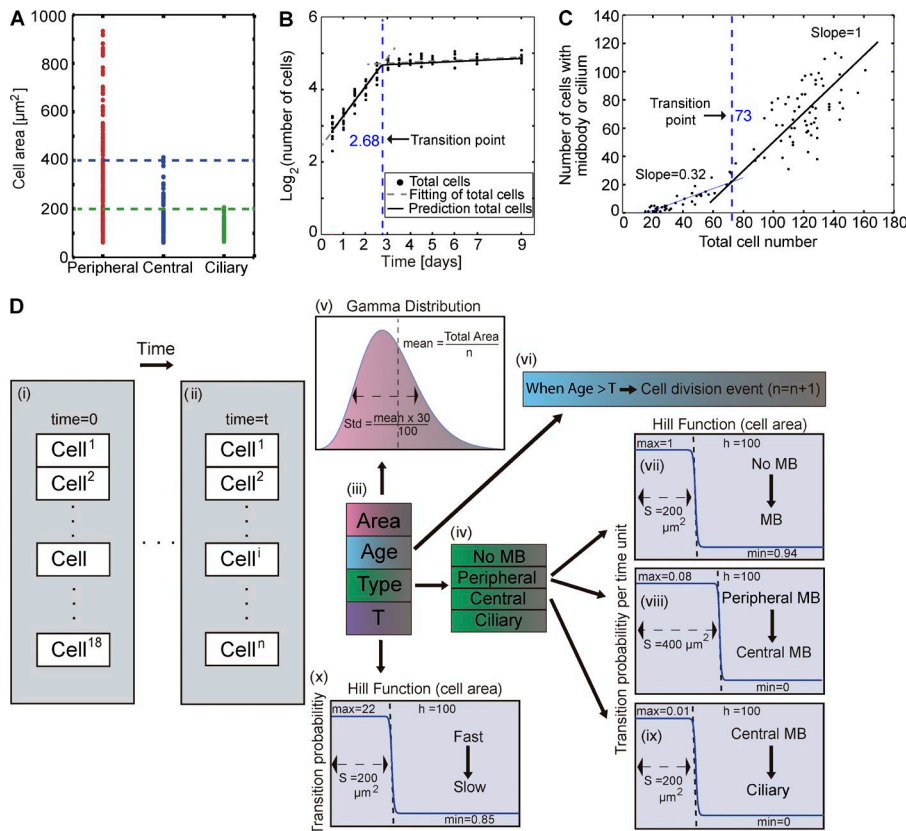 A
Cell area [μm²]
1000
800
600
400
200
0
Peripheral Central Ciliary
B
Log₂(number of cells)
6
4
2
0
2.68
Transition point
Total cells
Fitting of total cells
Prediction total cells
0 1 2 3 4 5 6 7 8 9
Time [days]
C
Number of cells with
midbody or cilium
140
120
100
80
60
40
20
0
Slope=1
Transition
point
73
Slope=0.32
0 20 40 60 80 100 120 140 160 180
Total cell number
D
Time
(i)
time=0
Cell¹
Cell²
Cell
Cell¹⁸
(ii)
time=t
Cell¹
Cell²
Cellⁱ
Cellⁿ
(v)
Gamma Distribution
mean = Total Area
n
Std = mean x 30
100
(iii)
Area
Age
Type
T
(iv)
No MB
Peripheral
Central
Ciliary
(vi)
When Age >T → Cell division event (n=n+1)
Transition probability per time unit
Hill Function (cell area)
max=1 h =100
(vii)
S =200
μm²
No MB
MB
min=0.94
max=0.08 h =100
(viii)
S =400 μm²
Peripheral MB
Central MB
min=0
max=0.01 h =100
(ix)
S =200
μm²
Central MB
Ciliary
min=0
(x)
Transition probabitliy
Hill Function (cell area)
max=22 h =100
S =200
μm²
Fast
Slow
min=0.85